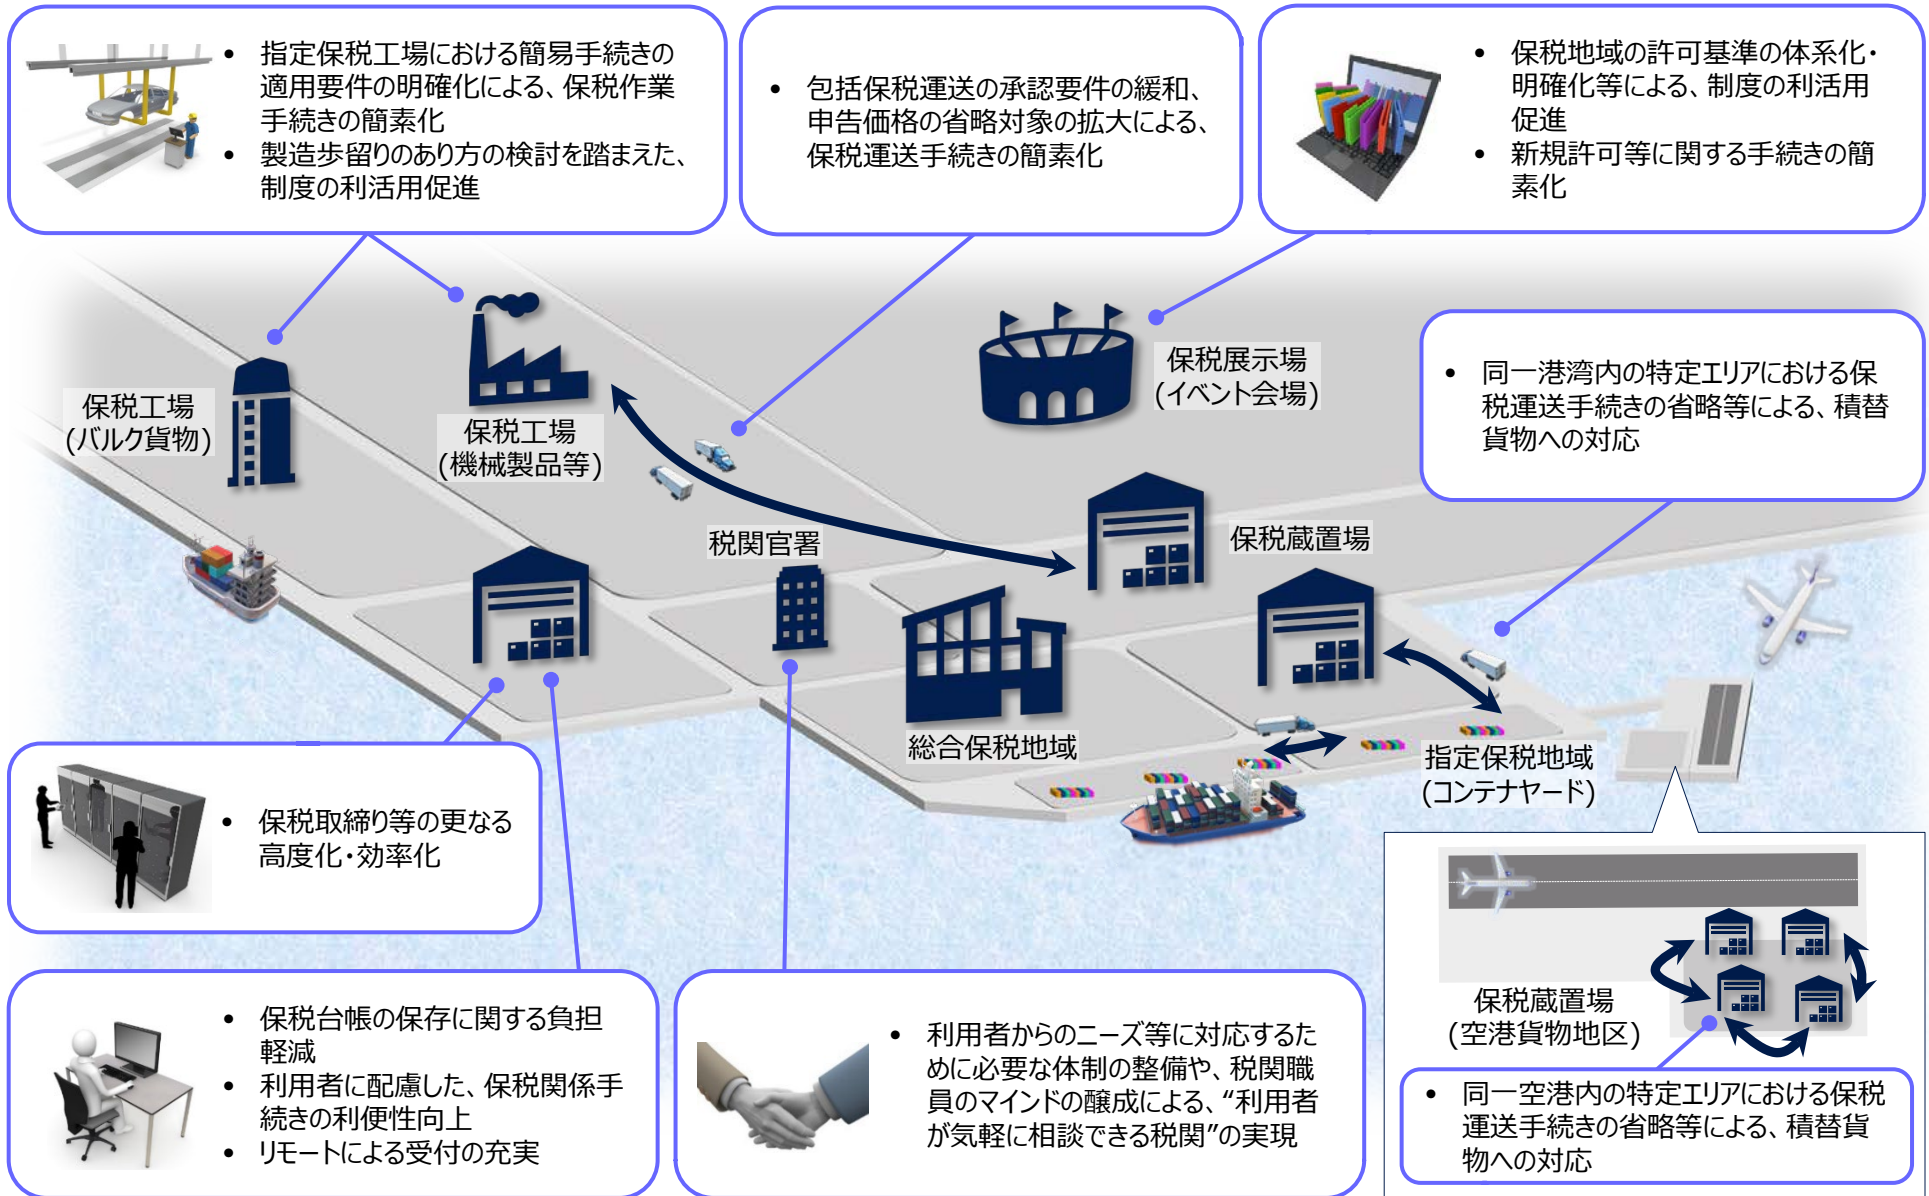 • 指定保税工場における簡易手続きの
適用要件の明確化による、保税作業
手続きの簡素化
• 製造歩留りのあり方の検討を踏まえた、
制度の利活用促進
• 包括保税運送の承認要件の緩和、
申告価格の省略対象の拡大による、
保税運送手続きの簡素化
• 保税地域の許可基準の体系化・
明確化等による、制度の利活用
促進
• 新規許可等に関する手続きの簡
素化
保税工場
(バルク貨物)
保税工場
(機械製品等)
保税展示場
(イベント会場)
• 同一港湾内の特定エリアにおける保
税運送手続きの省略等による、積替
貨物への対応
税関官署
保税蔵置場
総合保税地域
指定保税地域
(コンテナヤード)
• 保税取締り等の更なる
高度化・効率化
保税蔵置場
(空港貨物地区)
• 保税台帳の保存に関する負担
軽減
• 利用者に配慮した、保税関係手
続きの利便性向上
• リモートによる受付の充実
• 利用者からのニーズ等に対応するた
めに必要な体制の整備や、税関職
員のマインドの醸成による、“利用者
が気軽に相談できる税関”の実現
• 同一空港内の特定エリアにおける保税
運送手続きの省略等による、積替貨
物への対応